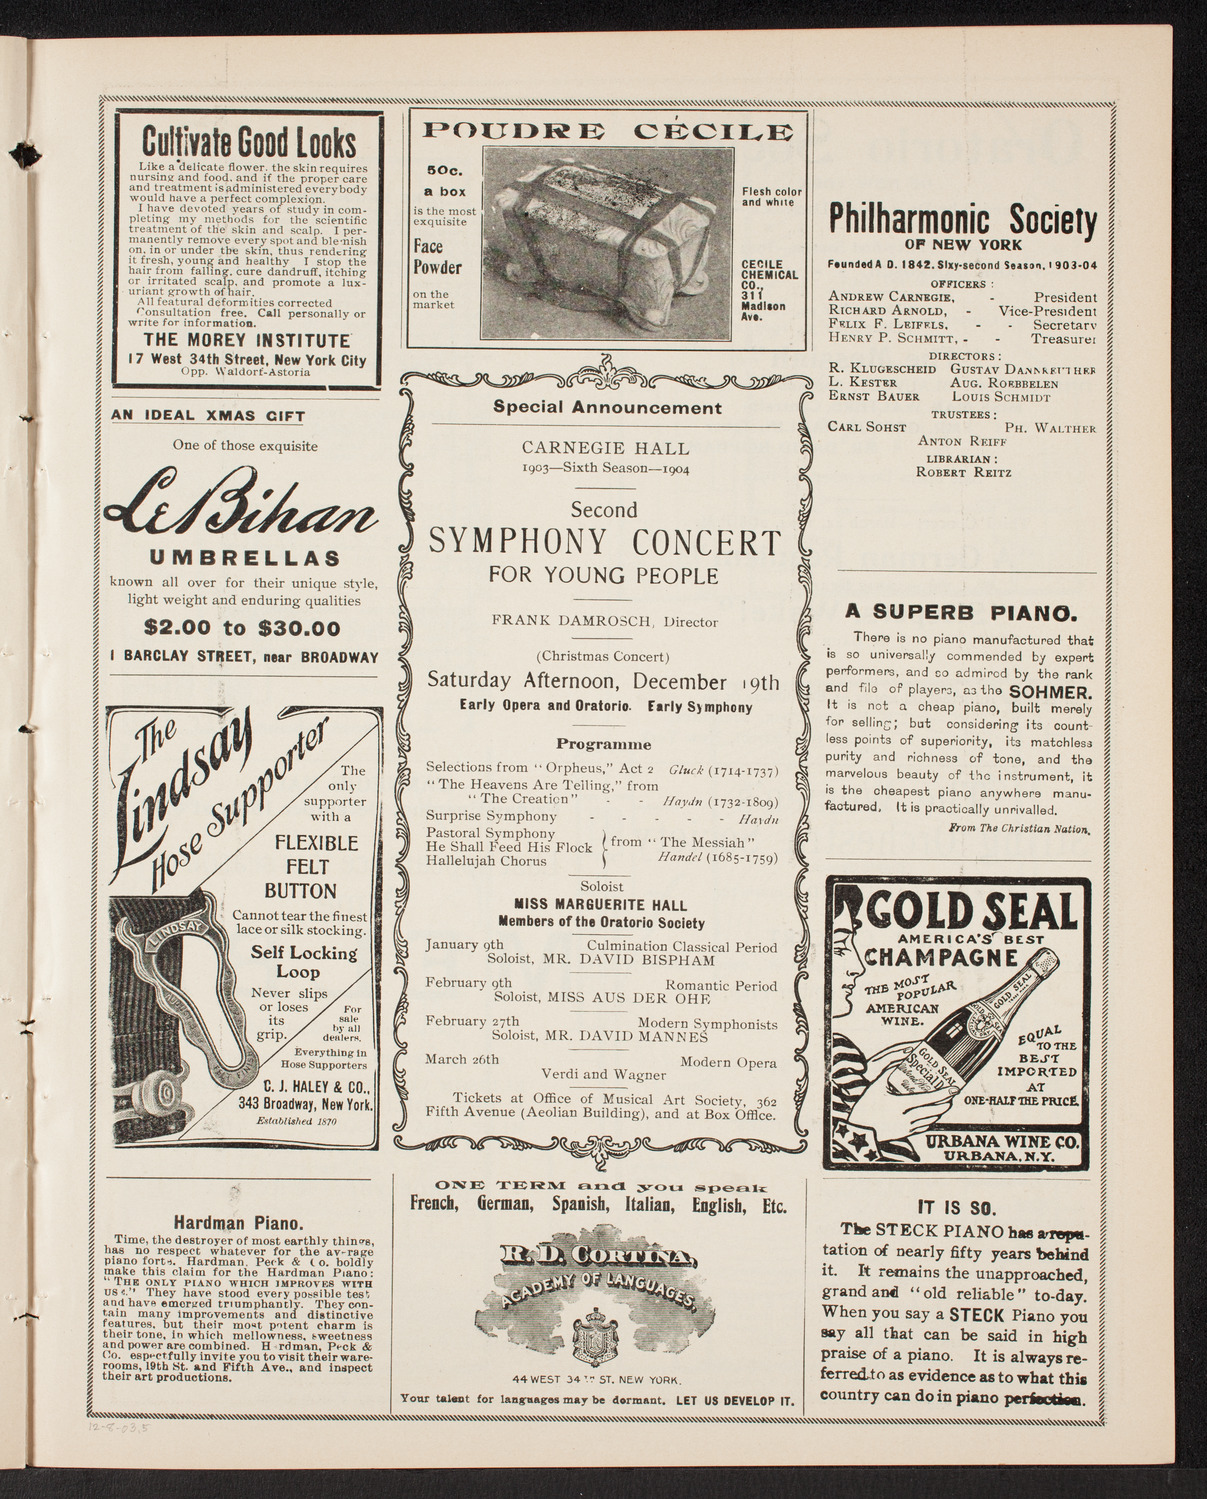 Cultivate Good Looks
Like a delicate flower, the skin requires
nursing and food, and if the proper care
and treatment is administered everybody
would have a perfect complexion.
I have devoted years of study in com-
pleting my methods for the scientific
treatment of the skin and scalp. I per-
manently remove every spot and blemish
on, in or under the skin, thus rendering
it fresh, young and healthy I stop the
hair from falling, cure dandruff, itching
or irritated scalp, and promote a lux-
uriant growth of hair.
All featural deformities corrected
Consultation free. Call personally or
write for information.
THE MOREY INSTITUTE
17 West 34th Street, New York City
Opp. Waldorf-Astoria
AN IDEAL XMAS GIFT
One of those exquisite
Le Bihan
UMBRELLAS
known all over for their unique style,
light weight and enduring qualities
$2.00 to $30.00
1 BARCLAY STREET, near BROADWAY
The
Lindsay
Hose Supporter
The
only
supporter
with a
FLEXIBLE
FELT
BUTTON
Cannot tear the finest
lace or silk stocking.
Self Locking
Loop
Never slips
or loses
its
grip.
For
sale
by all
dealers.
Everything in
Hose Supporters
C. J. HALEY & CO.,
343 Broadway, New York.
Established 1870
LINDSAY
Hardman Piano.
Time, the destroyer of most earthly things,
has no respect whatever for the av-rage
piano forte. Hardman, Peck & Co. boldly
make this claim for the Hardman Piano:
"THE ONLY PIANO WHICH IMPROVES WITH
USE." They have stood every possible test
and have emerged triumphantly. They con-
tain many improvements and distinctive
features, but their most potent charm is
their tone, in which mellowness, sweetness
and power are combined. H rdman, Peck &
Co. espectfully invite you to visit their ware-
rooms, 19th St. and Fifth Ave., and inspect
their art productions.
12-8-03.5
POUDRE CÉCILE
50c.
a box
is the most
exquisite
Face
Powder
on the
market
Flesh color
and white
CECILE
CHEMICAL
CO.,
311
Madison
Ave.
Special Announcement
CARNEGIE HALL
1903—Sixth Season—1904
Second
SYMPHONY CONCERT
FOR YOUNG PEOPLE
FRANK DAMROSCH, Director
(Christmas Concert)
Saturday Afternoon, December 19th
Early Opera and Oratorio. Early Symphony
Programme
Selections from "Orpheus," Act 2 Gluck (1714-1737)
"The Heavens Are Telling," from
"The Creation" - - Haydn (1732-1809)
Surprise Symphony - - - - - Haydn
Pastoral Symphony
He Shall Feed His Flock
Hallelujah Chorus
from "The Messiah"
Handel (1685-1759)
Soloist
MISS MARGUERITE HALL
Members of the Oratorio Society
January 9th Culmination Classical Period
Soloist, MR. DAVID BISPHAM
February 9th Romantic Period
Soloist, MISS AUS DER OHE
February 27th Modern Symphonists
Soloist, MR. DAVID MANNES
March 26th Modern Opera
Verdi and Wagner
Tickets at Office of Musical Art Society, 362
Fifth Avenue (Aeolian Building), and at Box Office.
ONE TERM and you speak
French, German, Spanish, Italian, English, Etc.
R. D. CORTINA,
ACADEMY OF LANGUAGES,
44 WEST 34TH ST. NEW YORK.
Your talent for languages may be dormant. LET US DEVELOP IT.
Philharmonic Society
OF NEW YORK
Founded A D. 1842. Sixy-second Season, 1903-04
OFFICERS:
ANDREW CARNEGIE, - President
RICHARD ARNOLD, - Vice-President
FELIX F. LEIFELS, - - Secretary
HENRY P. SCHMITT, - - Treasurer
DIRECTORS:
R. KLUGESCHEID GUSTAV DANNREUTHER
L. KESTER AUG. ROEBBELEN
ERNST BAUER LOUIS SCHMIDT
TRUSTEES:
CARL SOHST PH. WALTHER
ANTON REIFF
LIBRARIAN:
ROBERT REITZ
A SUPERB PIANO.
There is no piano manufactured that
is so universally commended by expert
performers, and so admired by the rank
and file of players, as the SOHMER.
It is not a cheap piano, built merely
for selling; but considering its count-
less points of superiority, its matchless
purity and richness of tone, and the
marvelous beauty of the instrument, it
is the cheapest piano anywhere manu-
factured. It is practically unrivalled.
From The Christian Nation.
GOLD SEAL
AMERICA'S BEST
CHAMPAGNE
THE MOST
POPULAR
AMERICAN
WINE.
GOLD SEAL
GOLD SEAL
Special Dry
EQUAL
TO THE
BEST
IMPORTED
AT
ONE-HALF THE PRICE.
URBANA WINE CO.
URBANA, N.Y.
IT IS SO.
The STECK PIANO has a repu-
tation of nearly fifty years behind
it. It remains the unapproached,
grand and "old reliable" to-day.
When you say a STECK Piano you
say all that can be said in high
praise of a piano. It is always re-
ferred to as evidence as to what this
country can do in piano perfection.